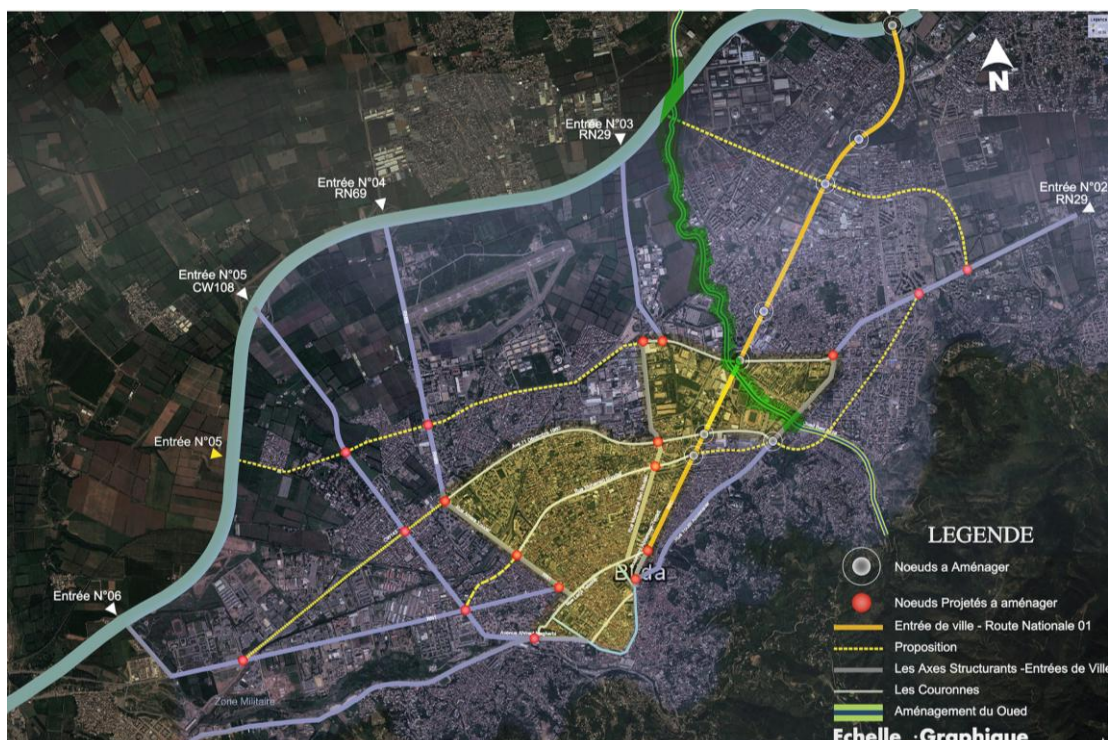 N
Entrée N°03
RN29
Entrée N°04
RN69
Entrée N°02
RN29
Entrée N°05
CW108
Entrée N°05
Entrée N°06
Blida
Zone Militaire
LEGENDE
Noeuds a Aménager
Noeuds Projetés a aménager
Entrée de ville - Route Nationale 01
Proposition
Les Axes Structurants -Entrées de Ville
Les Couronnes
Aménagement du Oued
Echelle :Graphique